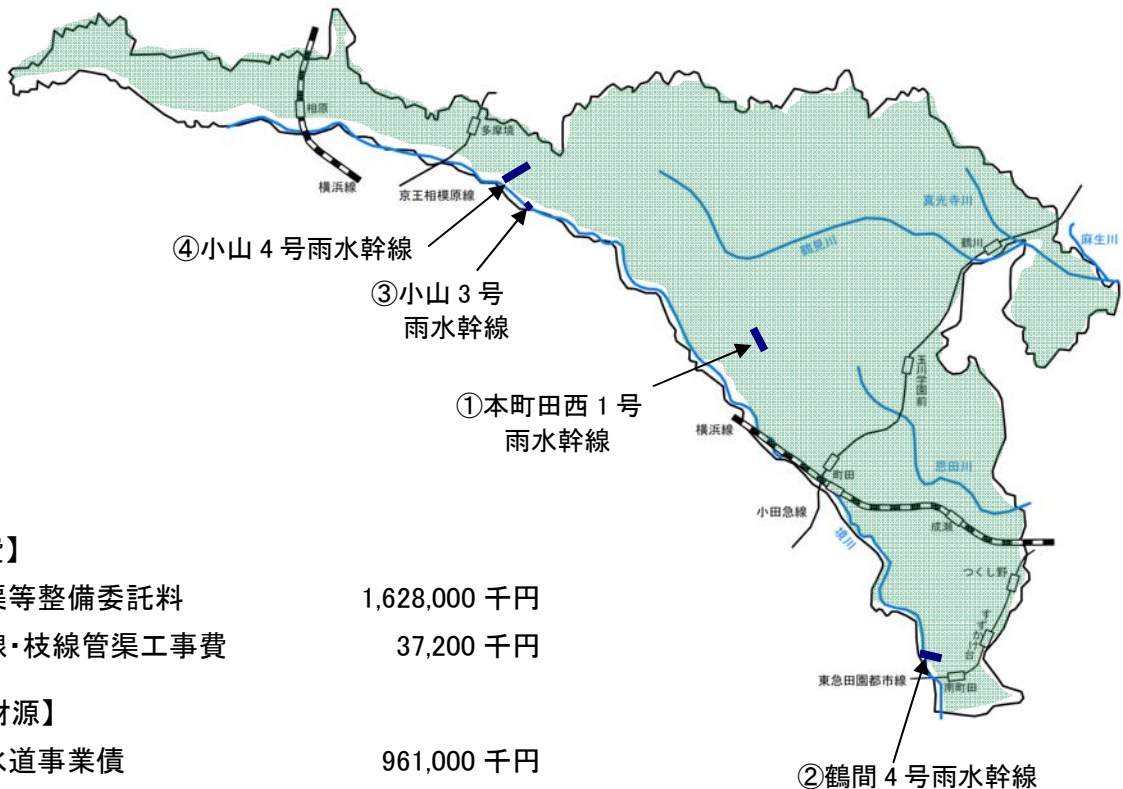 相原
多摩境
横浜線
京王相模原線
真光寺川
鶴川
麻生川
鶴見川
④小山4号雨水幹線
③小山3号
雨水幹線
玉川学園前
①本町田西1号
雨水幹線
横浜線
恩田川
町田
小田急線
成瀬
境川
】
等整備委託料 1,628,000 千円
つくし野
・枝線管渠工事費 37,200 千円
すずかけ台
東急田園都市線
南町田
財源】
水道事業債 961,000 千円
②鶴間4号雨水幹線